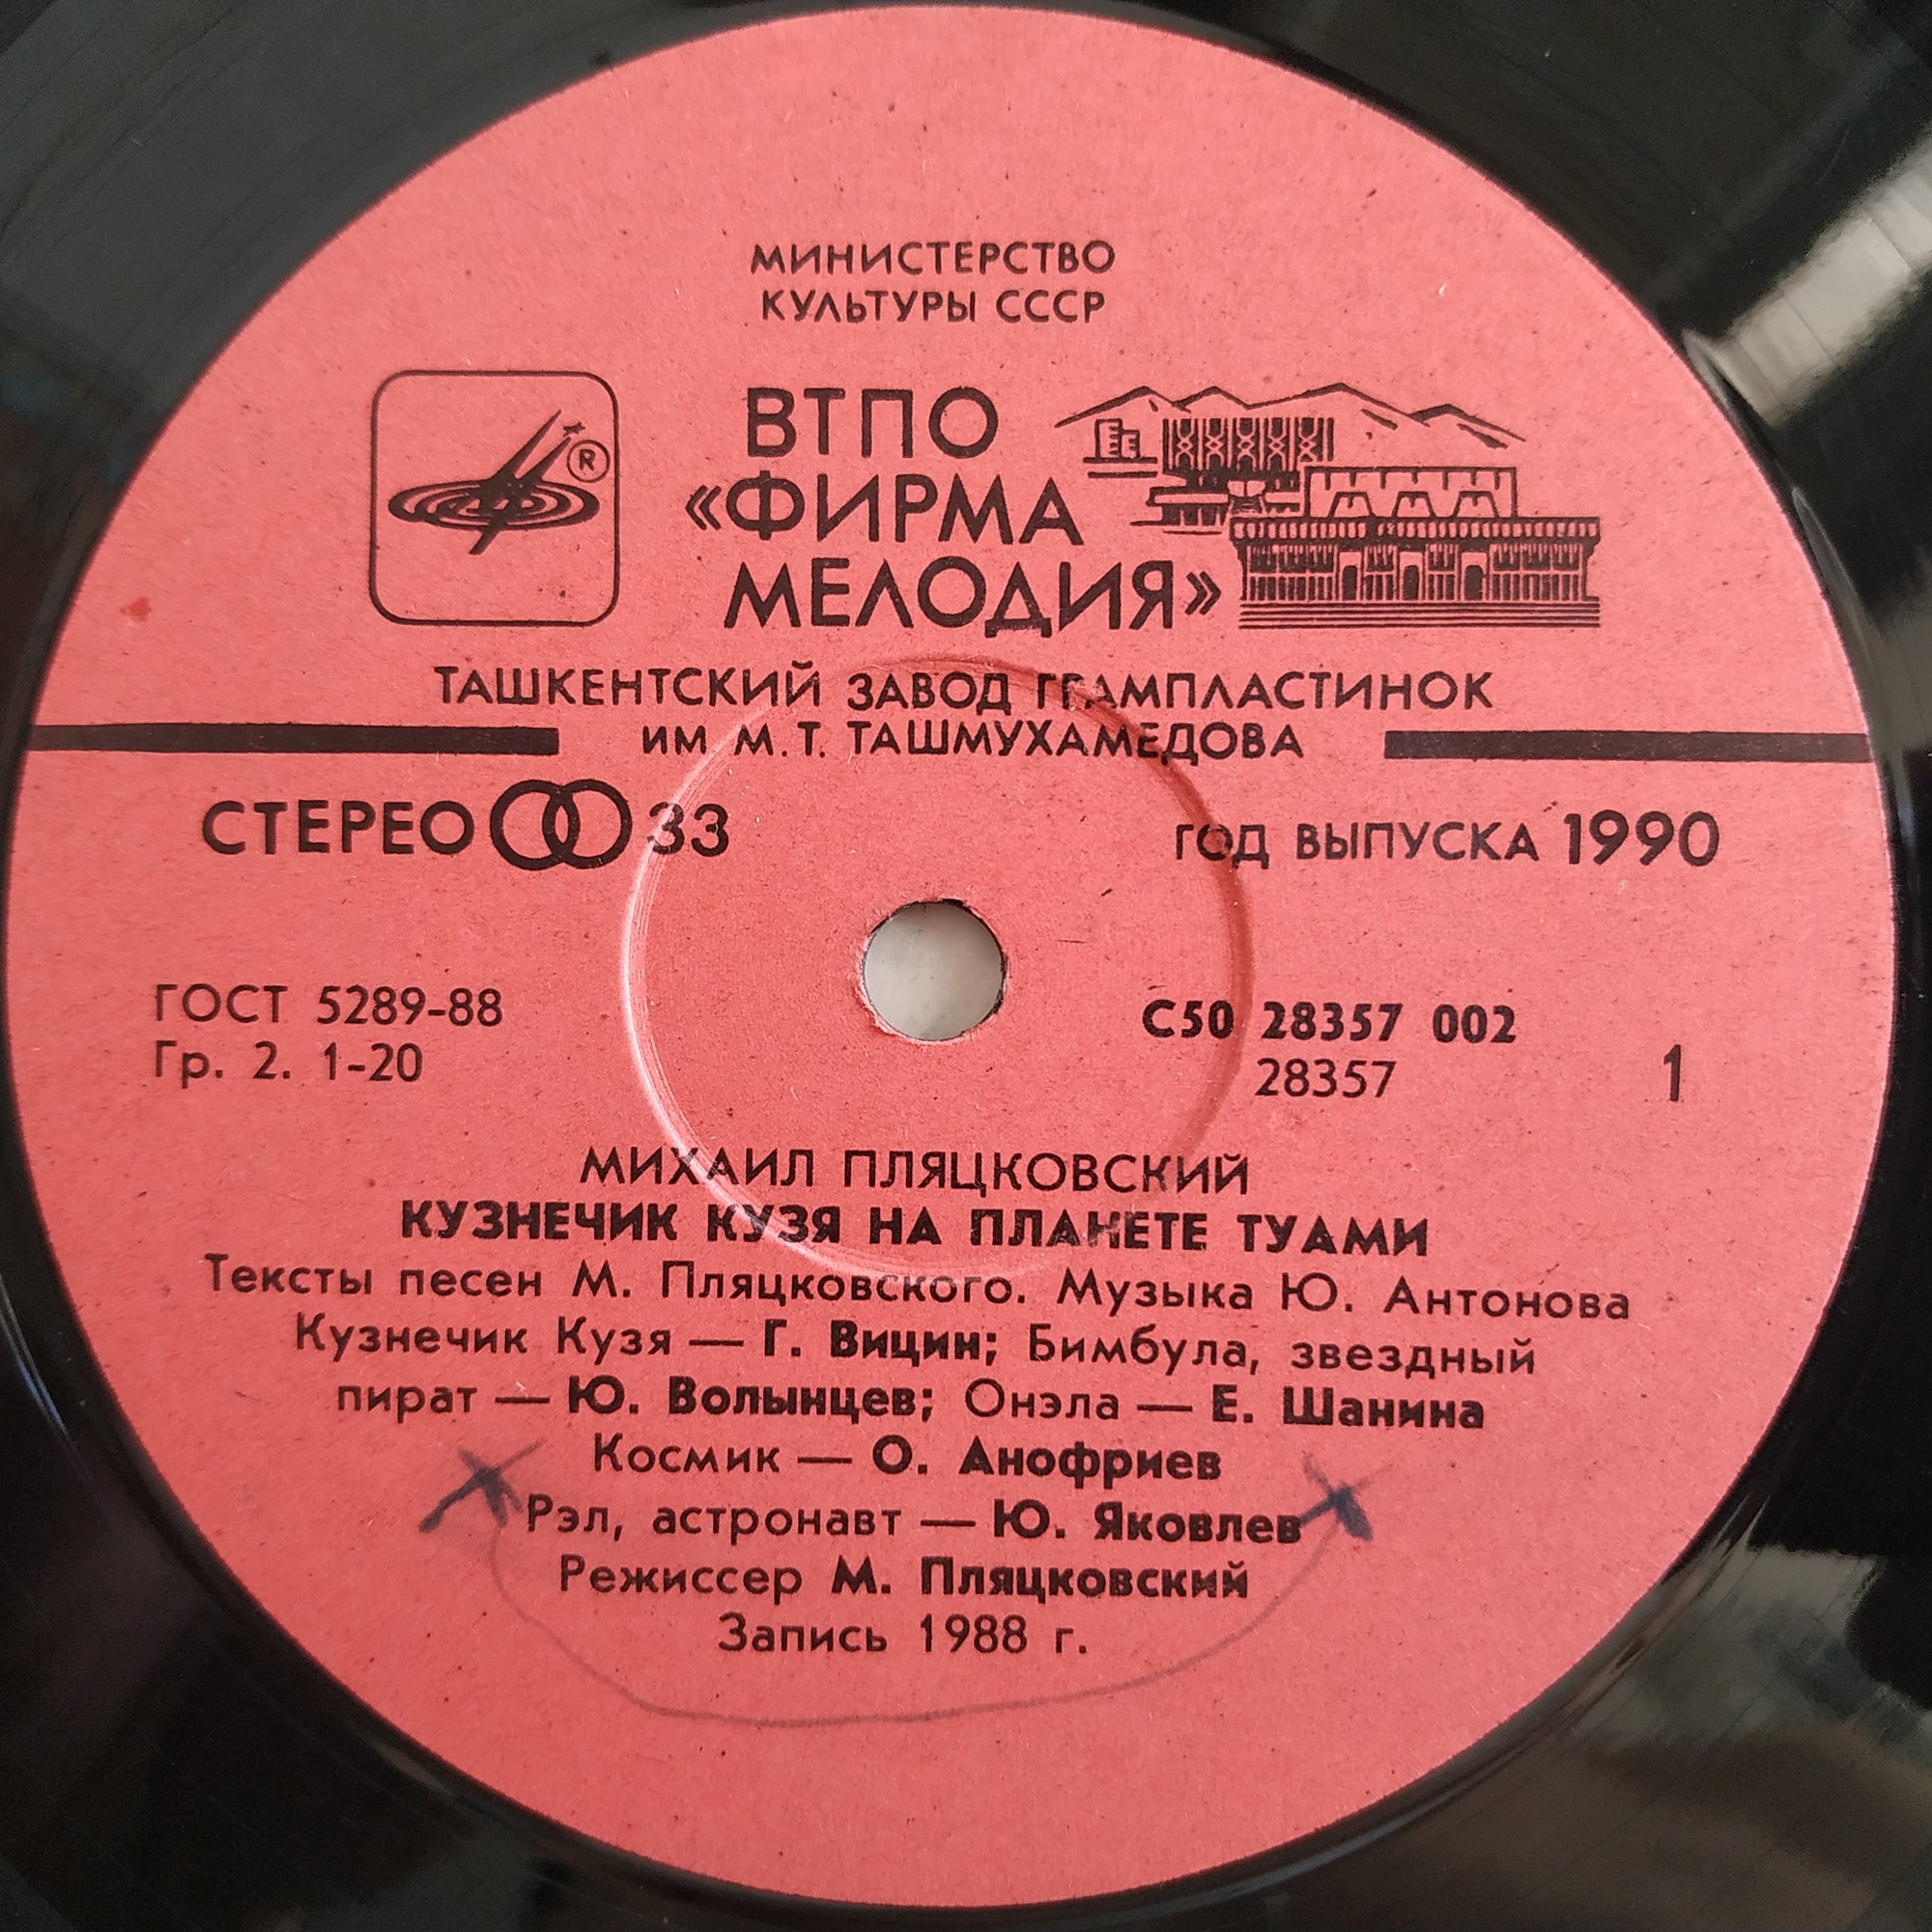 МИНИСТЕРСТВО
КУЛЬТУРЫ СССР
ВТПО
«ФИРМА
МЕЛОДИЯ»
®
ТАШКЕНТСКИЙ ЗАВОД ГРАМПЛАСТИНОК
ИМ М.Т. ТАШМУХАМЕДОВА
СТЕРЕО 33
ГОД ВЫПУСКА 1990
ГОСТ 5289-88
Гр. 2. 1-20
С50 28357 002
28357
1
МИХАИЛ ПЛЯЦКОВСКИЙ
КУЗНЕЧИК КУЗЯ НА ПЛАНЕТЕ ТУАМИ
Тексты песен М. Пляцковского. Музыка Ю. Антонова
Кузнечик Кузя — Г. Вицин; Бимбула, звездный
пират — Ю. Волынцев; Онэла — Е. Шанина
Космик — О. Анофриев
Рэл, астронавт — Ю. Яковлев
Режиссер М. Пляцковский
Запись 1988 г.